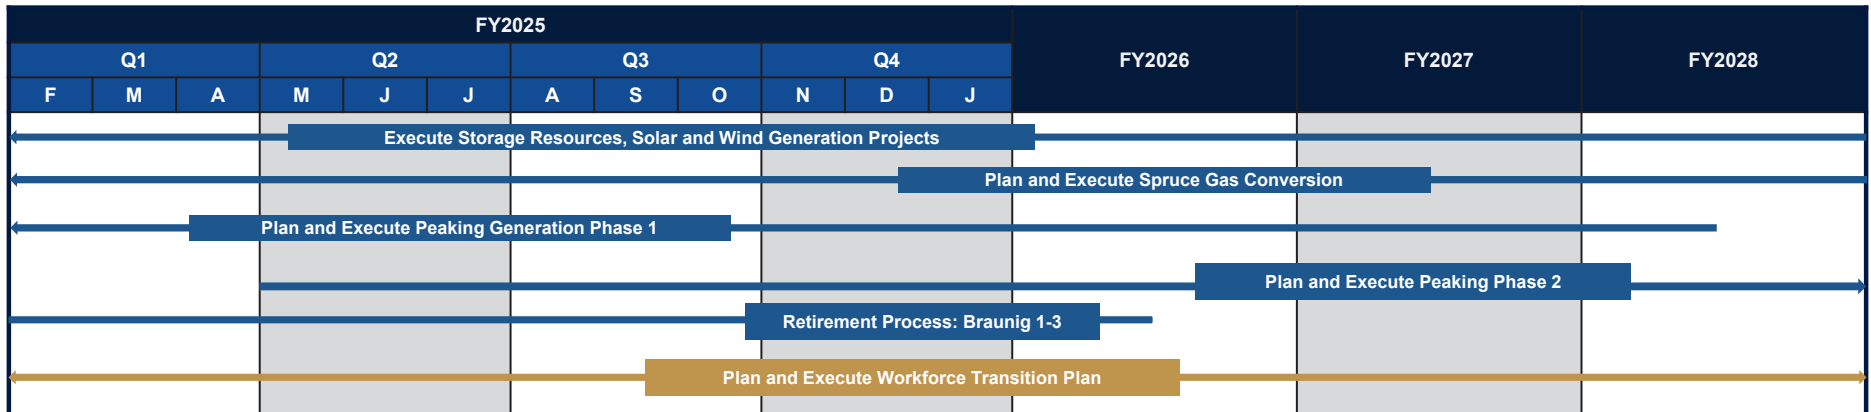 FY2025
Q1 Q2 Q3 Q4 FY2026 FY2027 FY2028
F M A M J J A S O N D J
Execute Storage Resources, Solar and Wind Generation Projects
Plan and Execute Spruce Gas Conversion
Plan and Execute Peaking Generation Phase 1
Plan and Execute Peaking Phase 2
Retirement Process: Braunig 1-3
Plan and Execute Workforce Transition Plan